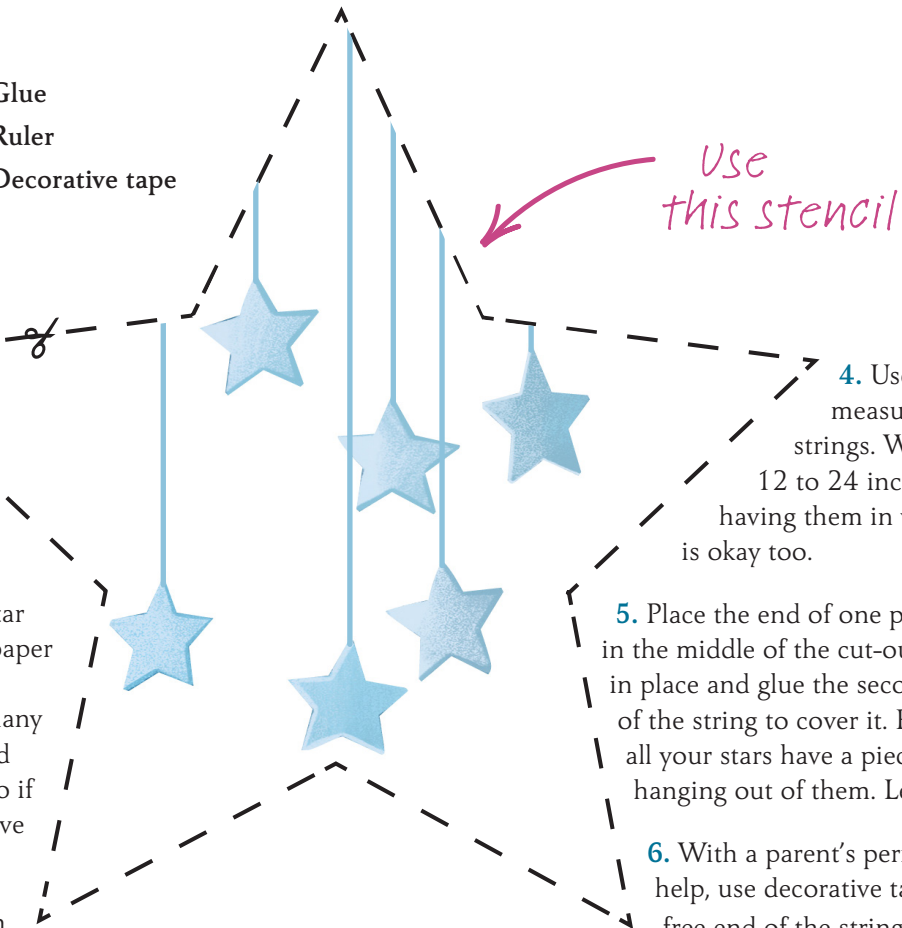 Glue
Ruler
Decorative tape
Use
this stencil
tar
paper
any
d
o if
ve
4. Use
measu
strings. W
12 to 24 inc
having them in
is okay too.
5. Place the end of one p
in the middle of the cut-ou
in place and glue the seco
of the string to cover it.
all your stars have a piec
hanging out of them. Le
6. With a parent's per
help, use decorative ta
free end of the string